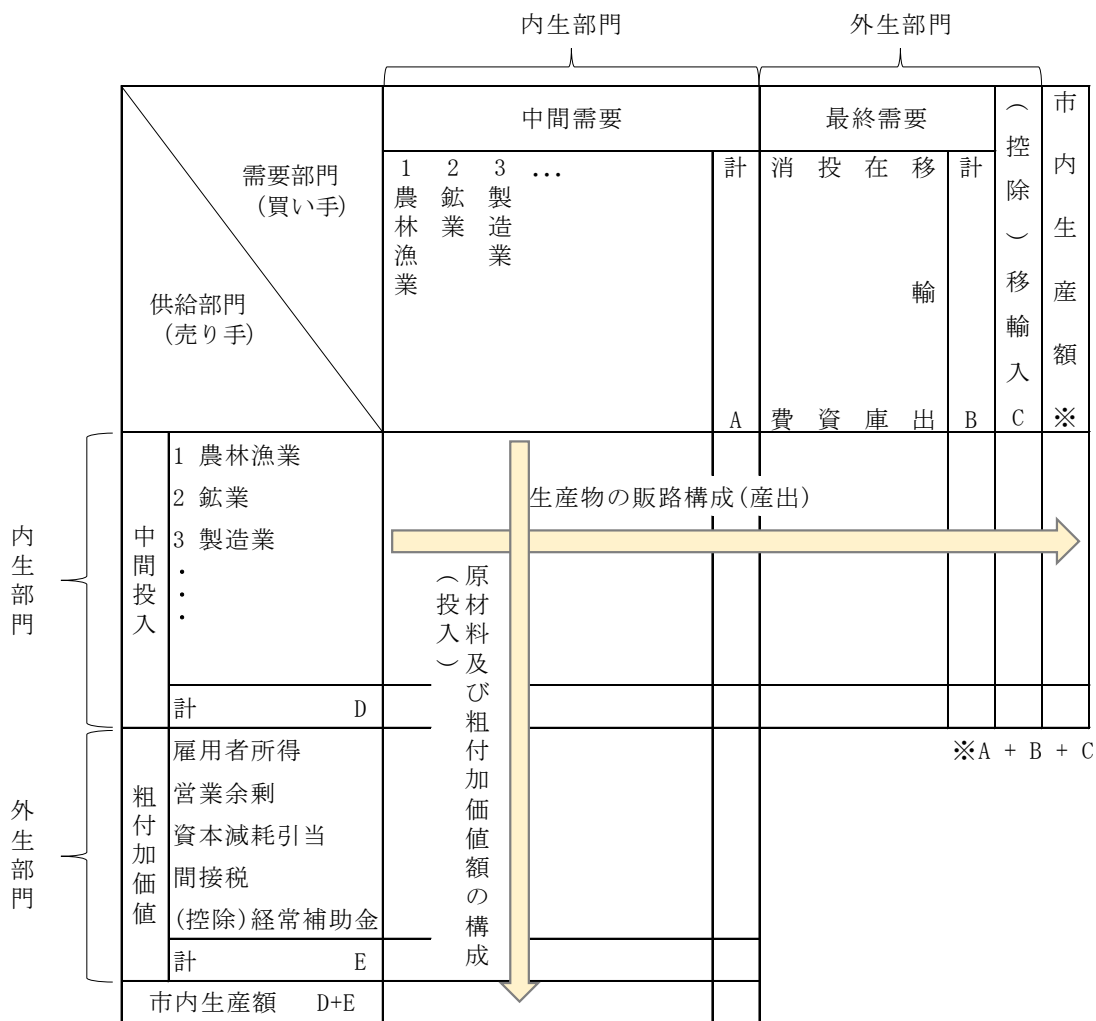 内生部門
外生部門
需要部門
(買い手)
供給部門
(売り手)
中間需要
最終需要
(控除)移輸入
C
市内生産額
※
1
農林漁業
2
鉱業
3
製造業
...
計
A
消費
投資
在庫
移輸出
計
B
内生部門
中間投入
1 農林漁業
2 鉱業
3 製造業
・
・
・
計 D
生産物の販路構成(産出)
原材料及び粗付加価値額の構成
(投入)
※A + B + C
外生部門
粗付加価値
雇用者所得
営業余剰
資本減耗引当
間接税
(控除)経常補助金
計 E
市内生産額 D+E